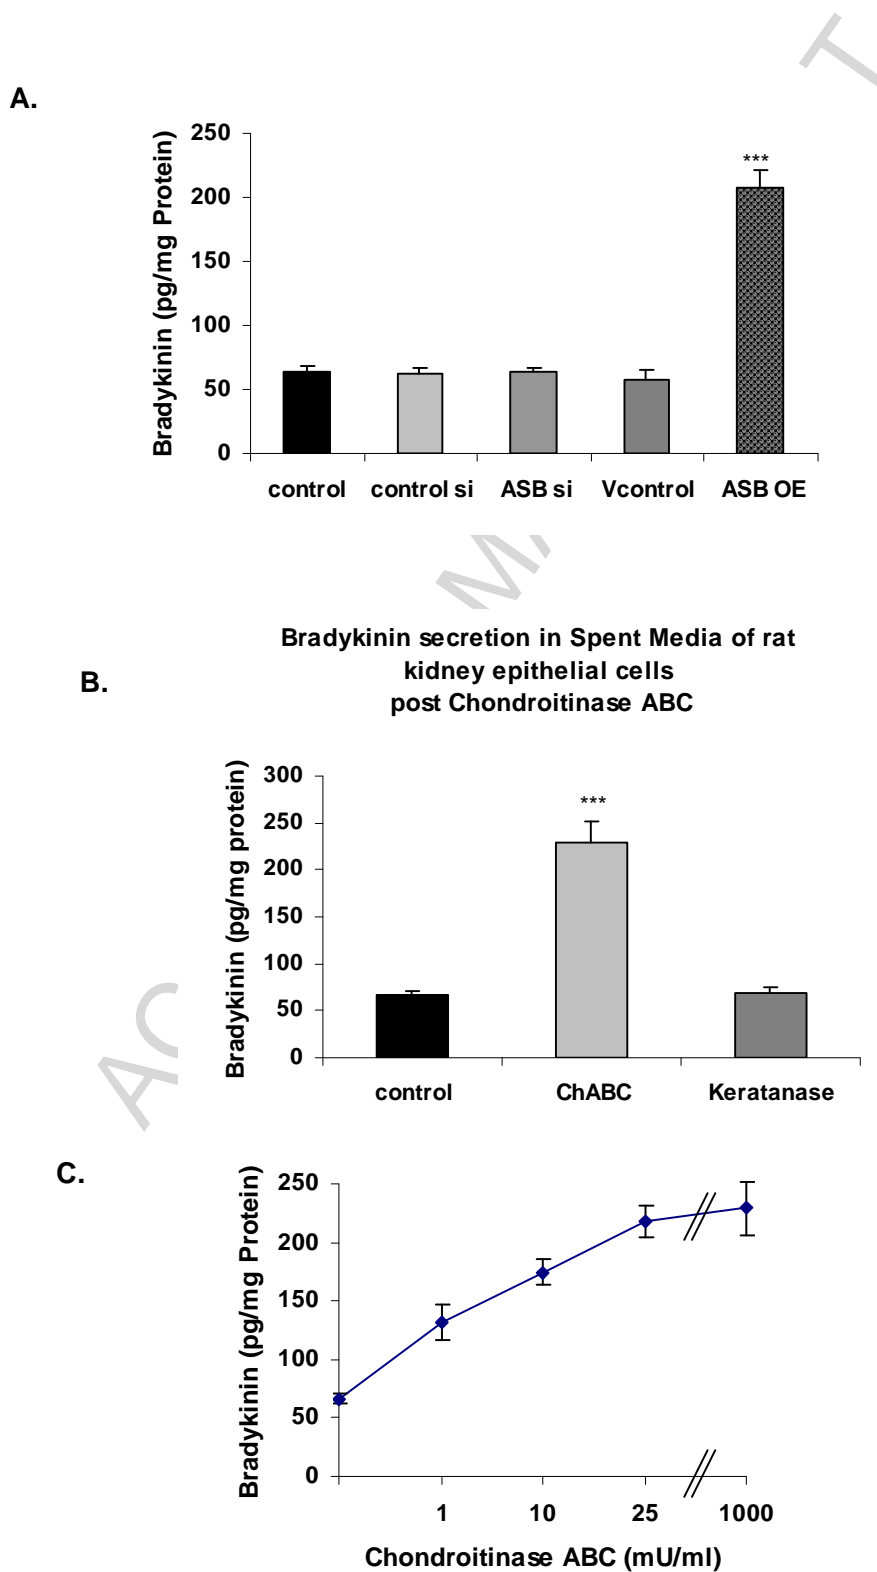 A.
250
200
150
100
50
0
Bradykinin (pg/mg Protein)
***
control control si ASB si Vcontrol ASB OE
Bradykinin secretion in Spent Media of rat
kidney epithelial cells
post Chondroitinase ABC
B.
300
250
200
150
100
50
0
Bradykinin (pg/mg protein)
***
control ChABC Keratanase
C.
250
200
150
100
50
0
Bradykinin (pg/mg Protein)
1 10 25 1000
Chondroitinase ABC (mU/ml)